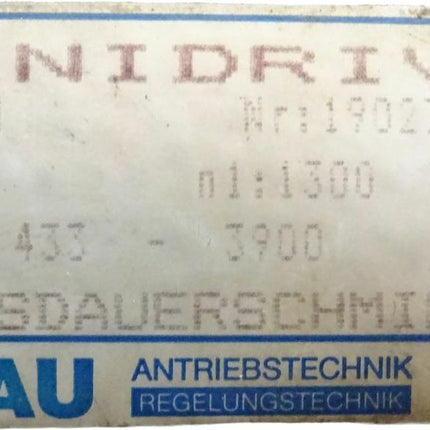 NIDRIV
Nr:1902
n1:1300
433 - 3900
SDAUERSCHMI
AU ANTRIEBSTECHNIK
REGELUNGSTECHNIK